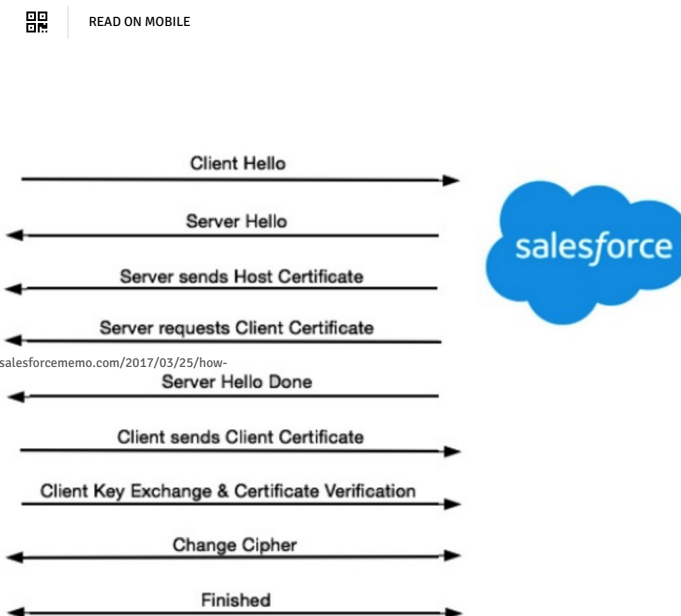 READ ON MOBILE
Client Hello
Server Hello
salesforce
Server sends Host Certificate
Server requests Client Certificate
salesforcememo.com/2017/03/25/how-
Server Hello Done
Client sends Client Certificate
Client Key Exchange & Certificate Verification
Change Cipher
Finished